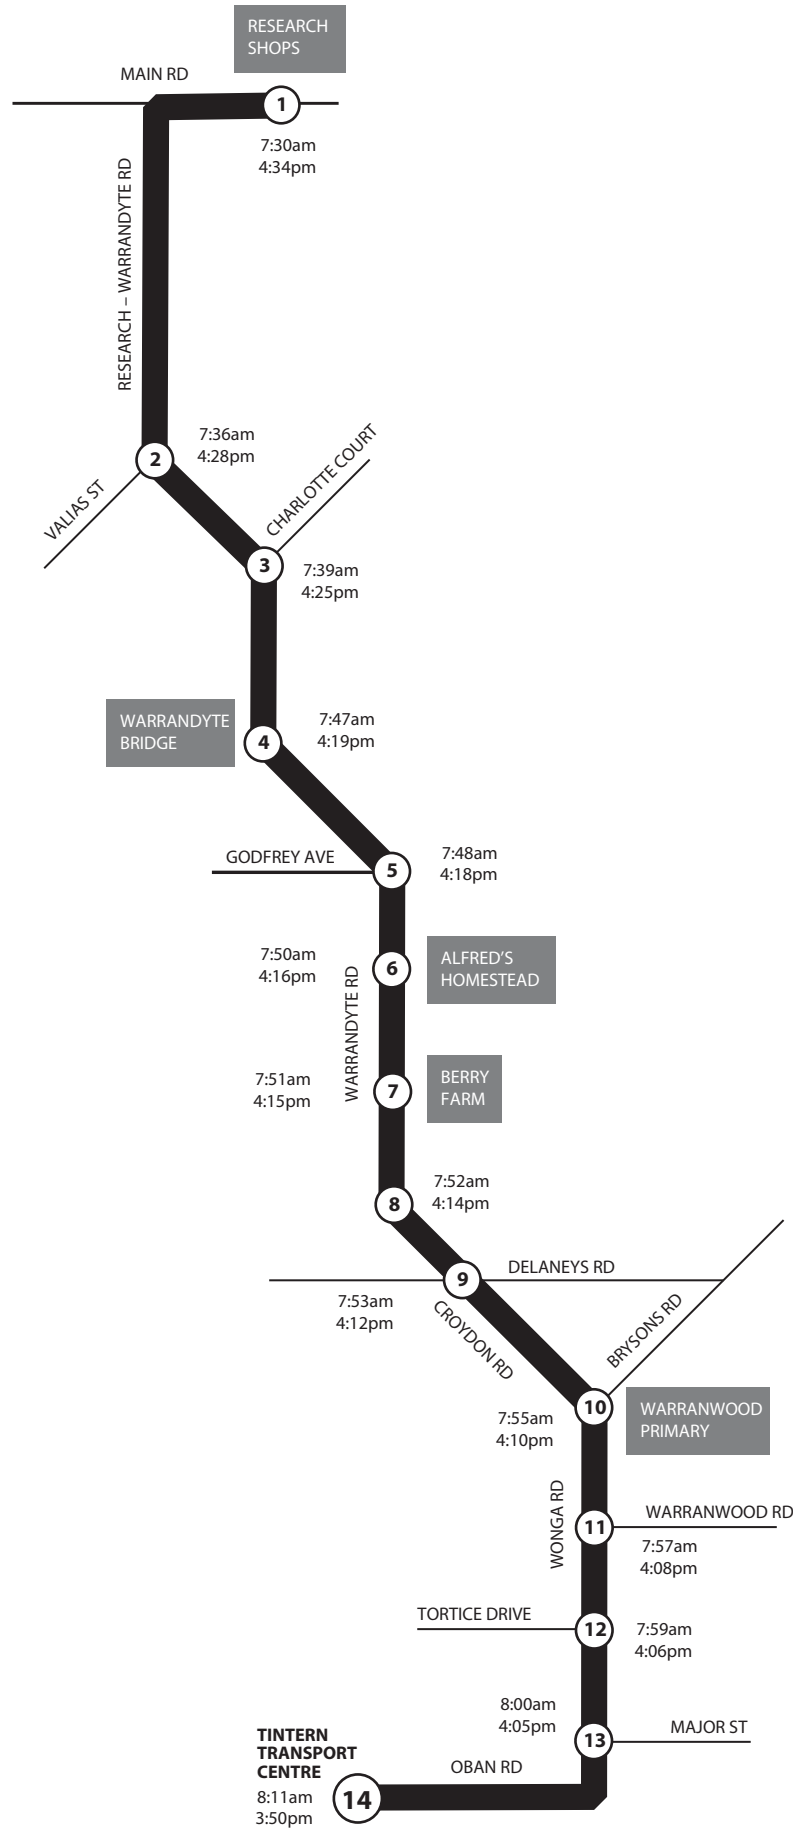 RESEARCH
SHOPS
MAIN RD
1
7:30am
4:34pm
RESEARCH – WARRANDYTE RD
7:36am
4:28pm
2
VALIAS ST
CHARLOTTE COURT
3
7:39am
4:25pm
WARRANDYTE
BRIDGE
4
7:47am
4:19pm
GODFREY AVE
5
7:48am
4:18pm
7:50am
4:16pm
6
ALFRED'S
HOMESTEAD
WARRANDYTE RD
7:51am
4:15pm
7
BERRY
FARM
8
7:52am
4:14pm
9
DELANEYS RD
7:53am
4:12pm
CROYDON RD
BRYSONS RD
10
7:55am
4:10pm
WARRANWOOD
PRIMARY
WONGA RD
11
WARRANWOOD RD
7:57am
4:08pm
TORTICE DRIVE
12
7:59am
4:06pm
8:00am
4:05pm
13
MAJOR ST
TINTERN
TRANSPORT
CENTRE
8:11am
3:50pm
14
OBAN RD